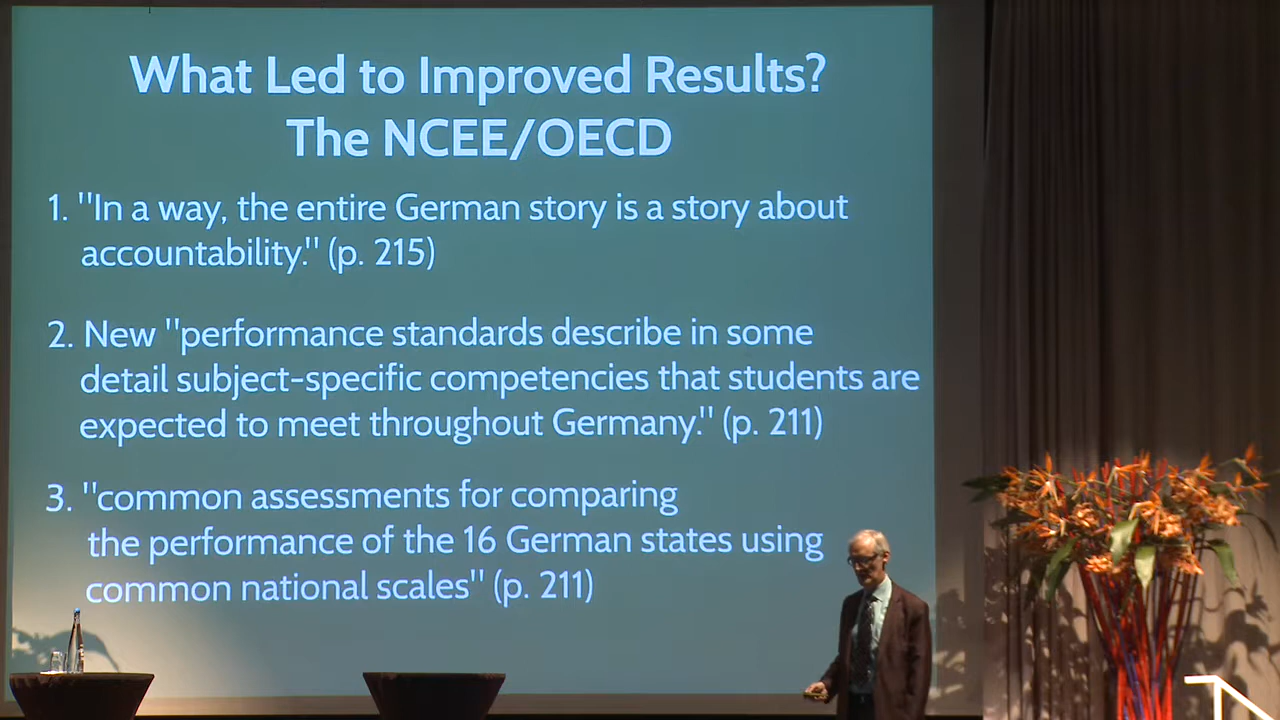 What Led to Improved Results?
The NCEE/OECD
1. "In a way, the entire German story is a story about
accountability." (p. 215)
2. New "performance standards describe in some
detail subject-specific competencies that students are
expected to meet throughout Germany." (p. 211)
3. "common assessments for comparing
the performance of the 16 German states using
common national scales" (p. 211)